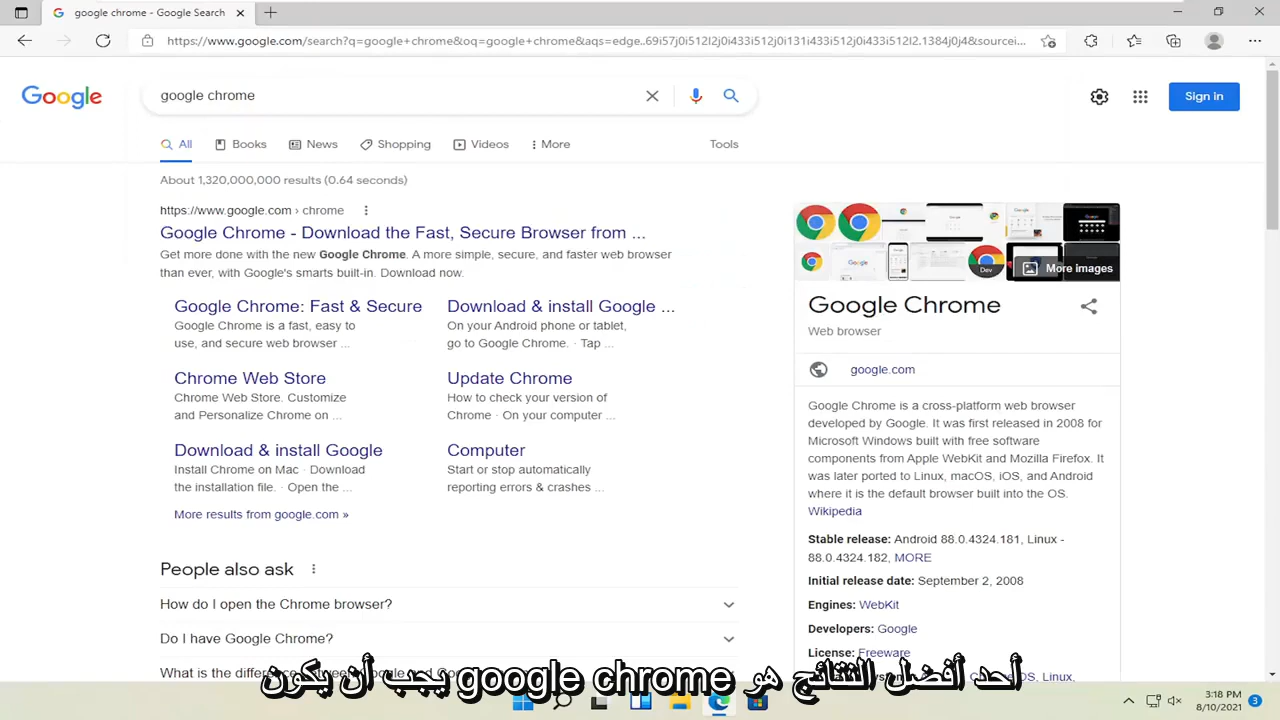 google chrome - Google Search
https://www.google.com/search?q=google+chrome&oq=google+chrome&aqs=edge..69i57j0i512l2j0i433i512j0i131i433i512j0i433i512l2.1384j0j4&sourcei...
Google
google chrome
Sign in
All Books News Shopping Videos More Tools
About 1,320,000,000 results (0.64 seconds)
https://www.google.com › chrome
Google Chrome - Download the Fast, Secure Browser from ...
Get more done with the new Google Chrome. A more simple, secure, and faster web browser
than ever, with Google's smarts built-in. Download now.
Google Chrome: Fast & Secure
Google Chrome is a fast, easy to
use, and secure web browser ...
Download & install Google ...
On your Android phone or tablet,
go to Google Chrome. · Tap ...
Chrome Web Store
Chrome Web Store. Customize
and Personalize Chrome on ...
Update Chrome
How to check your version of
Chrome · On your computer ...
Download & install Google
Install Chrome on Mac · Download
the installation file. · Open the ...
Computer
Start or stop automatically
reporting errors & crashes ...
More results from google.com »
People also ask
How do I open the Chrome browser?
Do I have Google Chrome?
What is the difference between Google and
Dev
More images
Google Chrome
Web browser
google.com
Google Chrome is a cross-platform web browser
developed by Google. It was first released in 2008 for
Microsoft Windows built with free software
components from Apple WebKit and Mozilla Firefox. It
was later ported to Linux, macOS, iOS, and Android
where it is the default browser built into the OS.
Wikipedia
Stable release: Android 88.0.4324.181, Linux -
88.0.4324.182, MORE
Initial release date: September 2, 2008
Engines: WebKit
Developers: Google
License: Freeware
OS, Linux,
أحد أفضل النتائج هو google chrome يجب أن يكون
3:18 PM
8/10/2021
3